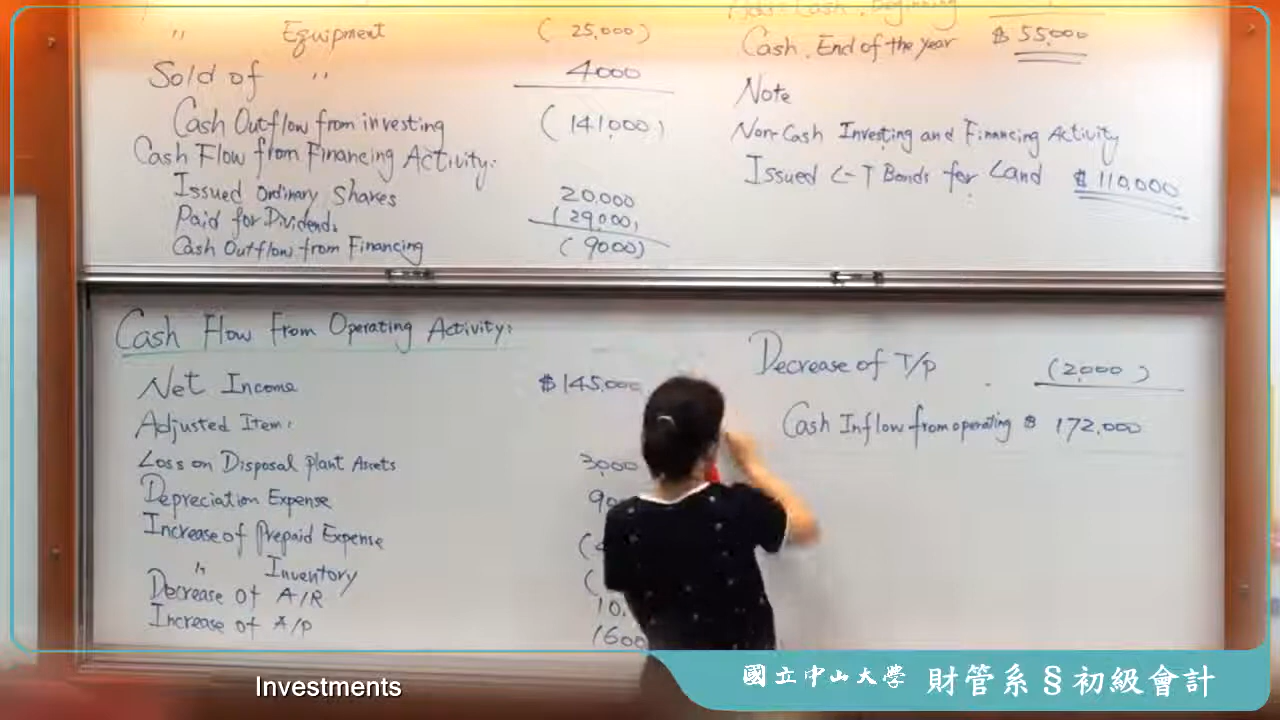 " Equipment (25,000)
Sold of " 4000
Cash Outflow from investing (141,000)
Cash Flow from Financing Activity:
Issued Ordinary Shares 20,000
Paid for Dividends (29,000)
Cash Outflow from Financing (9000)
Cash, Beginning
Cash, End of the year $ 55,000
Note
Non-Cash Investing and Financing Activity
Issued L-T Bonds for Land $ 110,000
Cash Flow From Operating Activity:
Net Income $ 145,000
Adjusted Item:
Loss on Disposal Plant Assets 3000
Depreciation Expense
Increase of Prepaid Expense
" Inventory
Decrease of A/R
Increase of A/P
Decrease of T/P (2,000)
Cash Inflow from operating $ 172,000
Investments
國立中山大學 財管系§初級會計